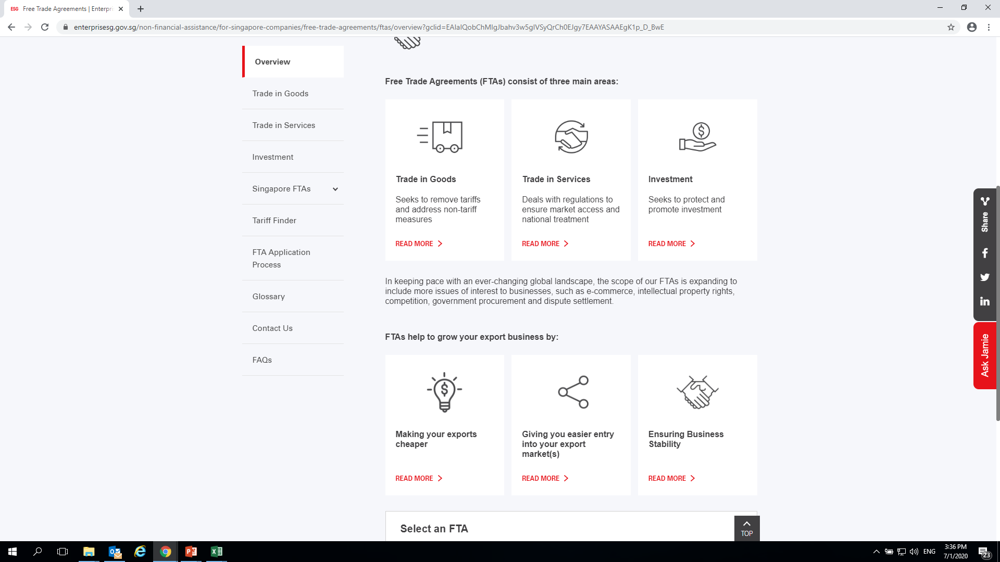 ESG Free Trade Agreements | Enterpri
enterprisesg.gov.sg/non-financial-assistance/for-singapore-companies/free-trade-agreements/ftas/overview?gclid=EAIaIQobChMIgJbahv3w5gIVSyQrCh0EJgy7EAAYASAAEgK1p_D_BwE
Overview
Trade in Goods
Trade in Services
Investment
Singapore FTAs
Tariff Finder
FTA Application
Process
Glossary
Contact Us
FAQs
Free Trade Agreements (FTAs) consist of three main areas:
Trade in Goods
Seeks to remove tariffs
and address non-tariff
measures
READ MORE
Trade in Services
Deals with regulations to
ensure market access and
national treatment
READ MORE
Investment
Seeks to protect and
promote investment
READ MORE
In keeping pace with an ever-changing global landscape, the scope of our FTAs is expanding to
include more issues of interest to businesses, such as e-commerce, intellectual property rights,
competition, government procurement and dispute settlement.
FTAs help to grow your export business by:
Making your exports
cheaper
READ MORE
Giving you easier entry
into your export
market(s)
READ MORE
Ensuring Business
Stability
READ MORE
Select an FTA
TOP
Share
Ask Jamie
ENG
3:36 PM
7/1/2020
23